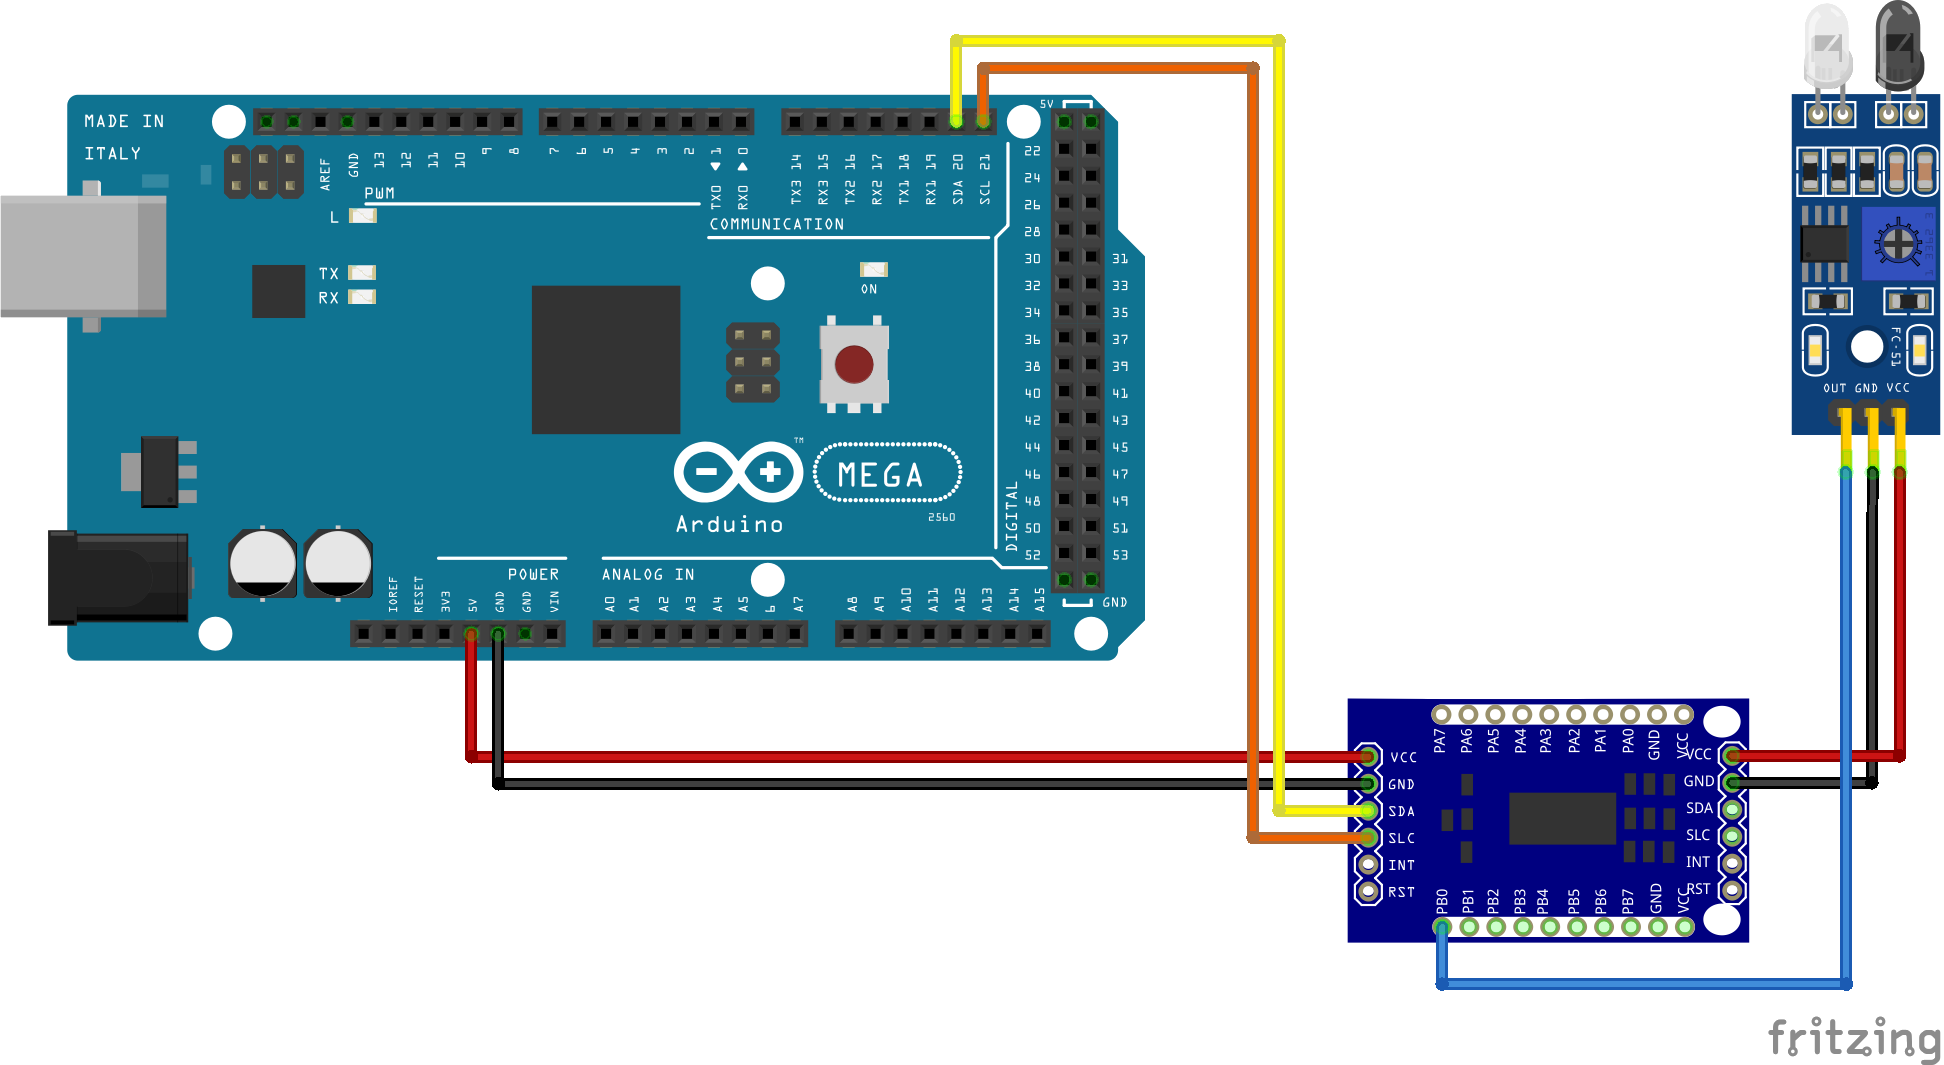 MADE IN
ITALY
AREF
GND
13
12
11
10
9
8
7
6
5
4
3
2
TX0 1
RX0 0
TX3 14
RX3 15
TX2 16
RX2 17
TX1 18
RX1 19
SDA 20
SCL 21
PWM
COMMUNICATION
L
TX
RX
ON
5V
22
24
26
28
30 31
32 33
34 35
36 37
38 39
40 41
42 43
44 45
46 47
48 49
50 51
52 53
DIGITAL
GND
MEGA
TM
Arduino
2560
POWER
ANALOG IN
IOREF
RESET
3V3
5V
GND
GND
VIN
A0
A1
A2
A3
A4
A5
6
A7
A8
A9
A10
A11
A12
A13
A14
A15
FC-51
OUT GND VCC
PA7
PA6
PA5
PA4
PA3
PA2
PA1
PA0
GND
VCC
VCC
GND
SDA
SLC
INT
RST
VCC
GND
SDA
SLC
INT
RST
PB0
PB1
PB2
PB3
PB4
PB5
PB6
PB7
GND
VCC
fritzing